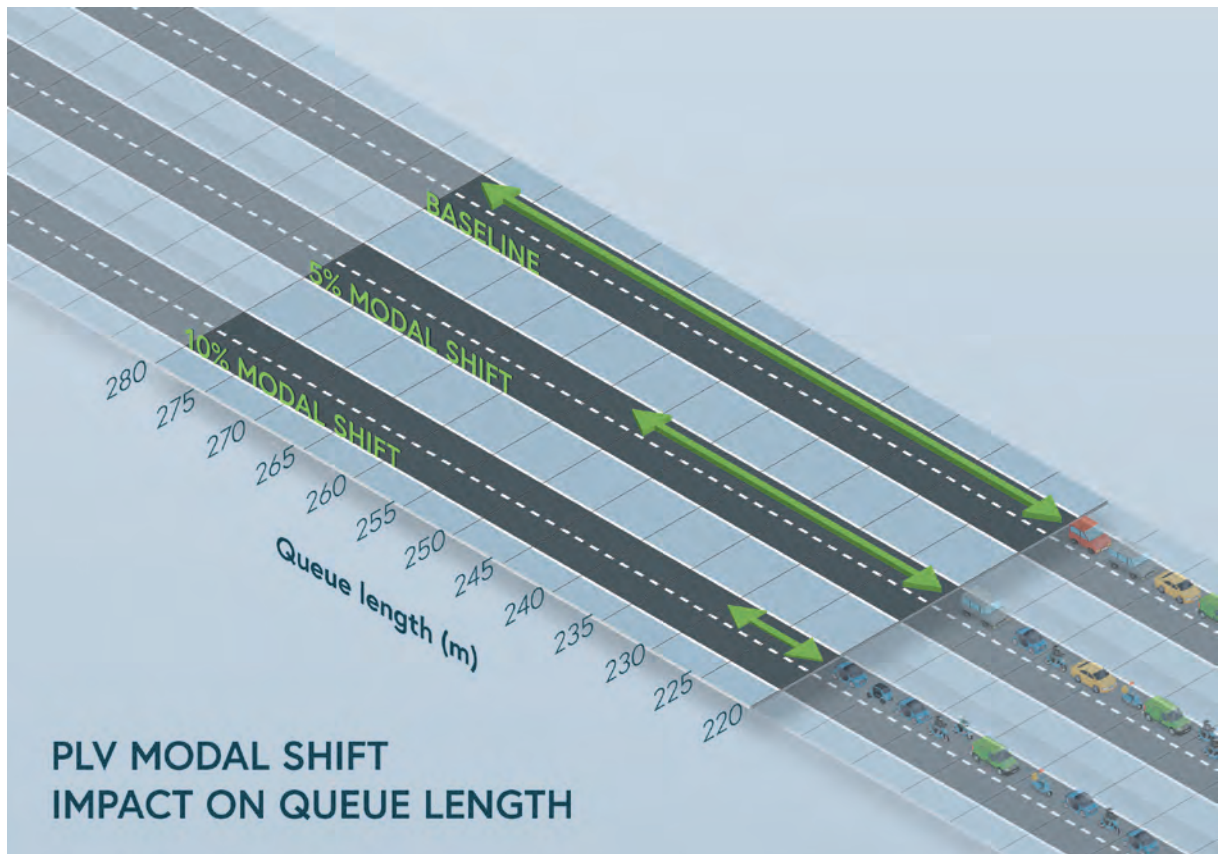 BASELINE
5% MODAL SHIFT
10% MODAL SHIFT
280
275
270
265
260
255
250
245
240
235
230
225
220
Queue length (m)
PLV MODAL SHIFT
IMPACT ON QUEUE LENGTH